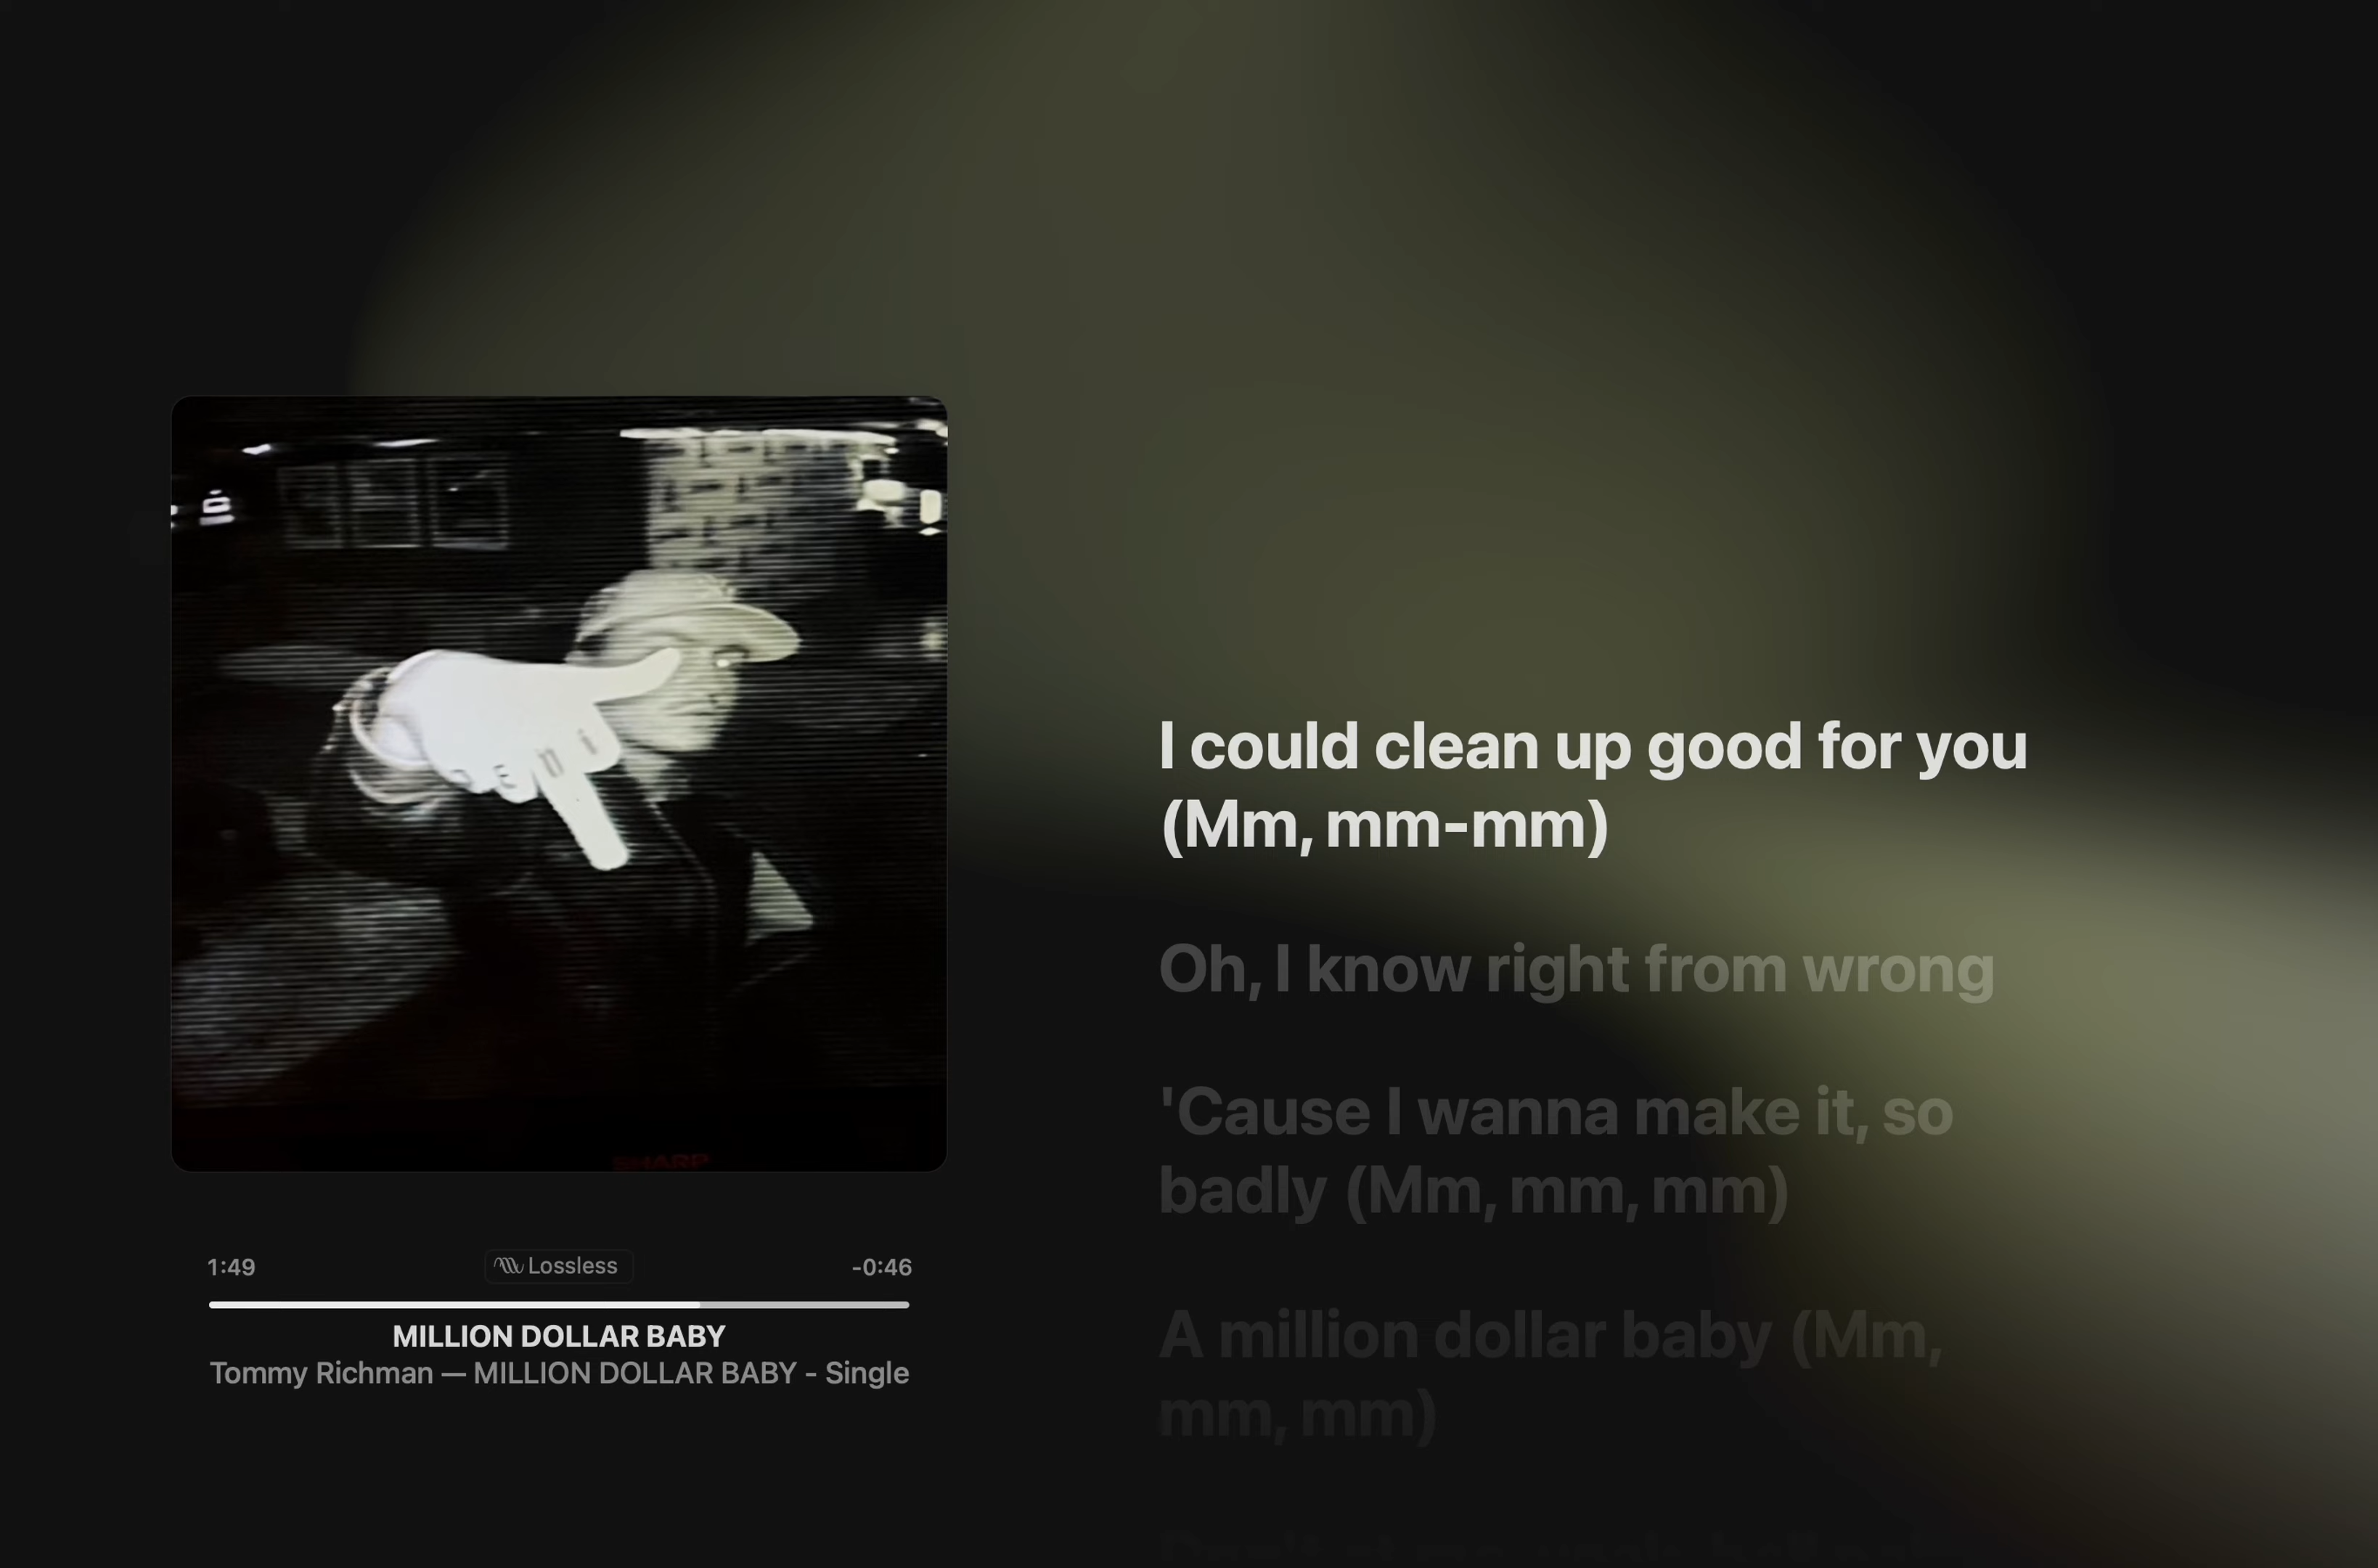 SHARP
1:49
Lossless
-0:46
MILLION DOLLAR BABY
Tommy Richman — MILLION DOLLAR BABY - Single
I could clean up good for you
(Mm, mm-mm)
Oh, I know right from wrong
'Cause I wanna make it, so
badly (Mm, mm, mm)
A million dollar baby (Mm,
mm, mm)